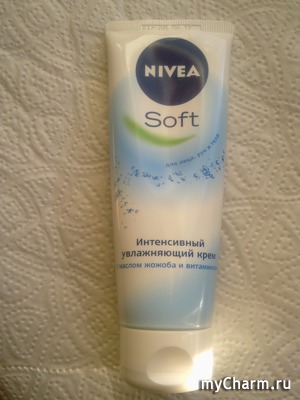 NIVEA
Soft
для лица, рук и тела
Интенсивный
увлажняющий крем
маслом жожоба и витамином
myCharm.ru